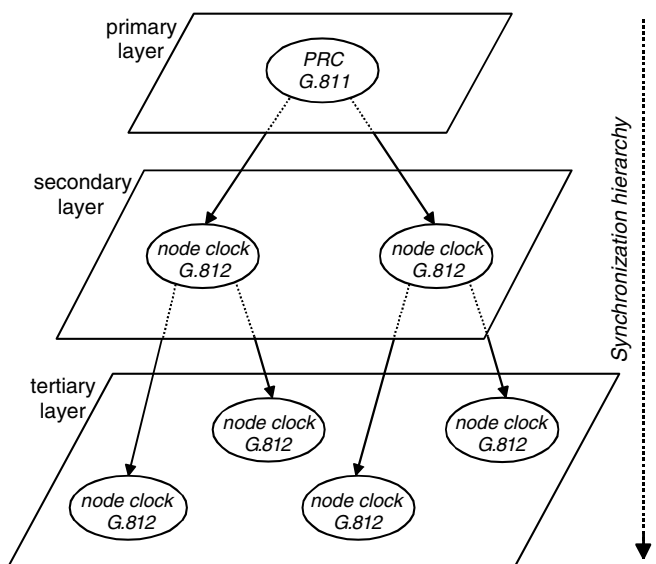 primary
layer
PRC
G.811
secondary
layer
node clock
G.812
node clock
G.812
tertiary
layer
node clock
G.812
node clock
G.812
node clock
G.812
node clock
G.812
Synchronization hierarchy